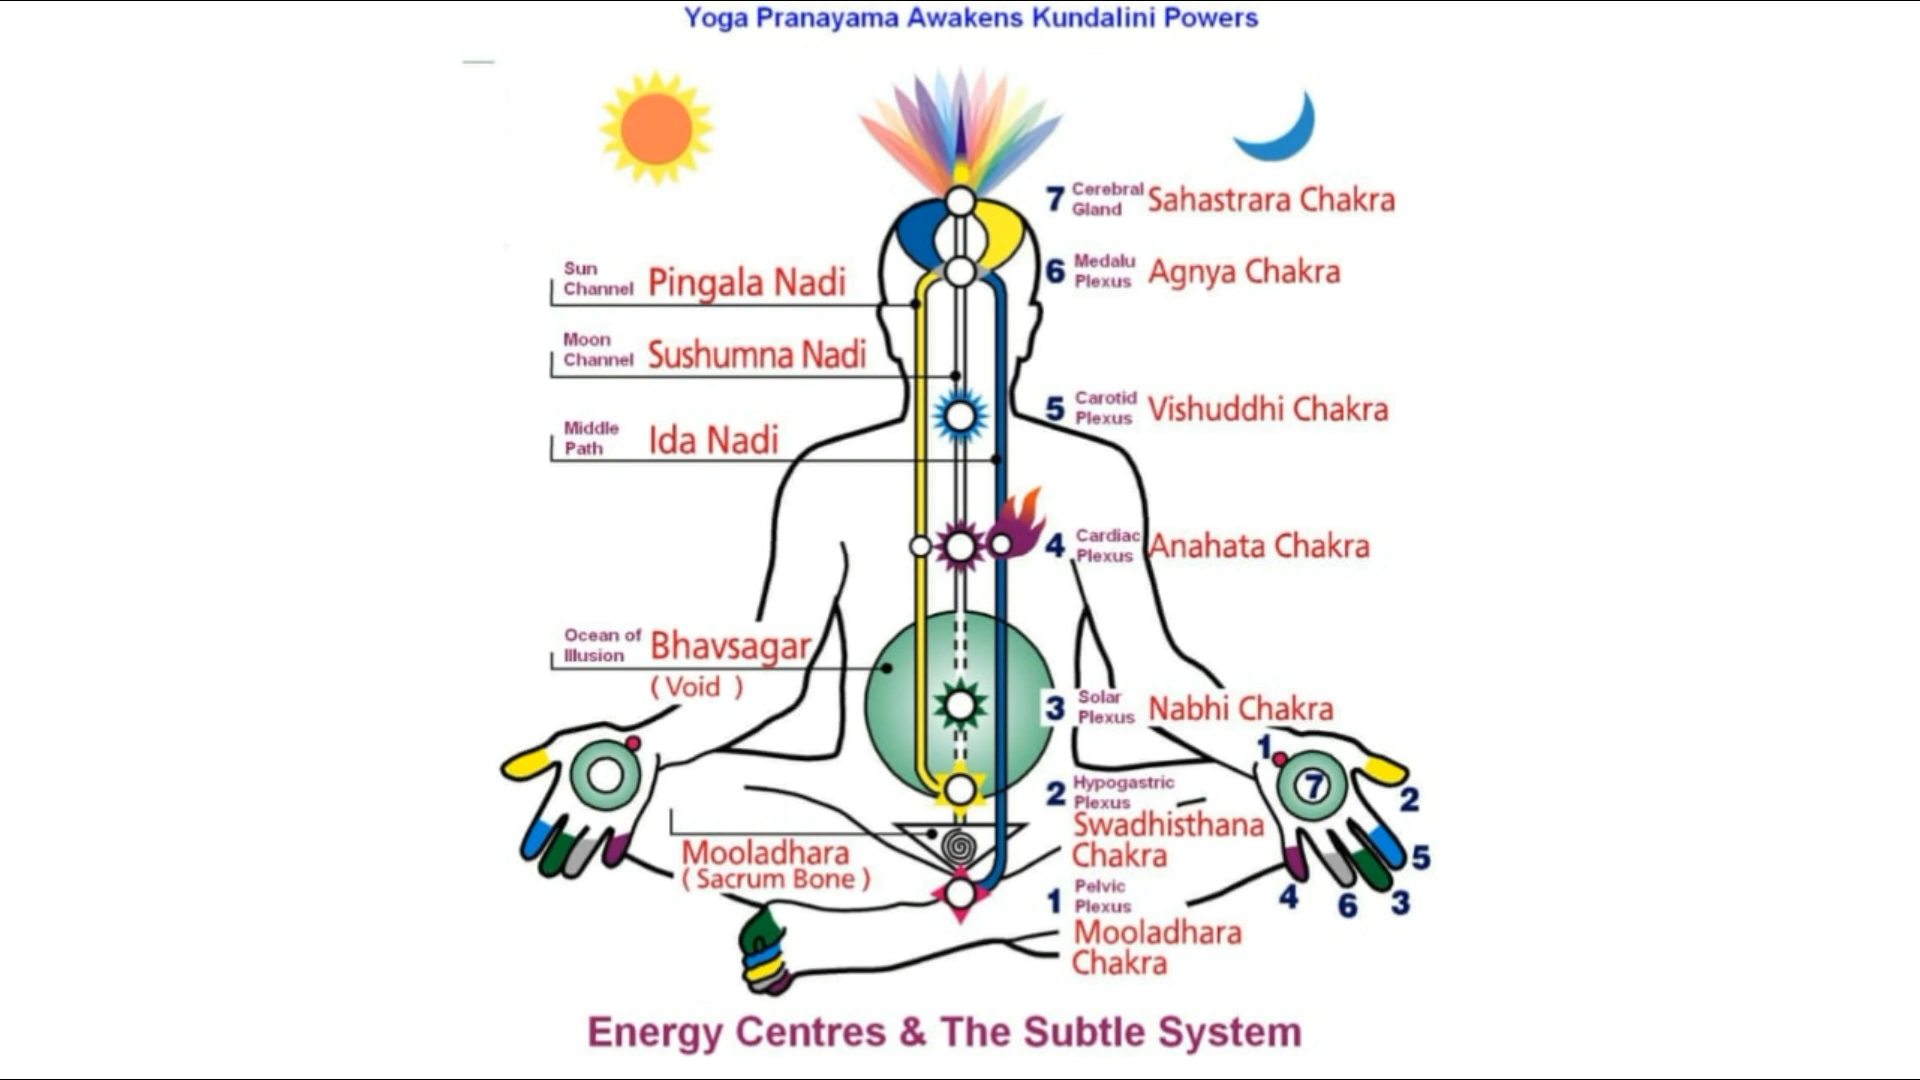 Yoga Pranayama Awakens Kundalini Powers
7 Cerebral Gland Sahastrara Chakra
6 Medalu Plexus Agnya Chakra
Sun Channel Pingala Nadi
Moon Channel Sushumna Nadi
5 Carotid Plexus Vishuddhi Chakra
Middle Path Ida Nadi
4 Cardiac Plexus Anahata Chakra
Ocean of Illusion Bhavsagar
( Void )
3 Solar Plexus Nabhi Chakra
2 Hypogastric Plexus
Swadhisthana
Chakra
Mooladhara
( Sacrum Bone )
1 Pelvic Plexus
Mooladhara
Chakra
1
7
2
5
4 6 3
Energy Centres & The Subtle System